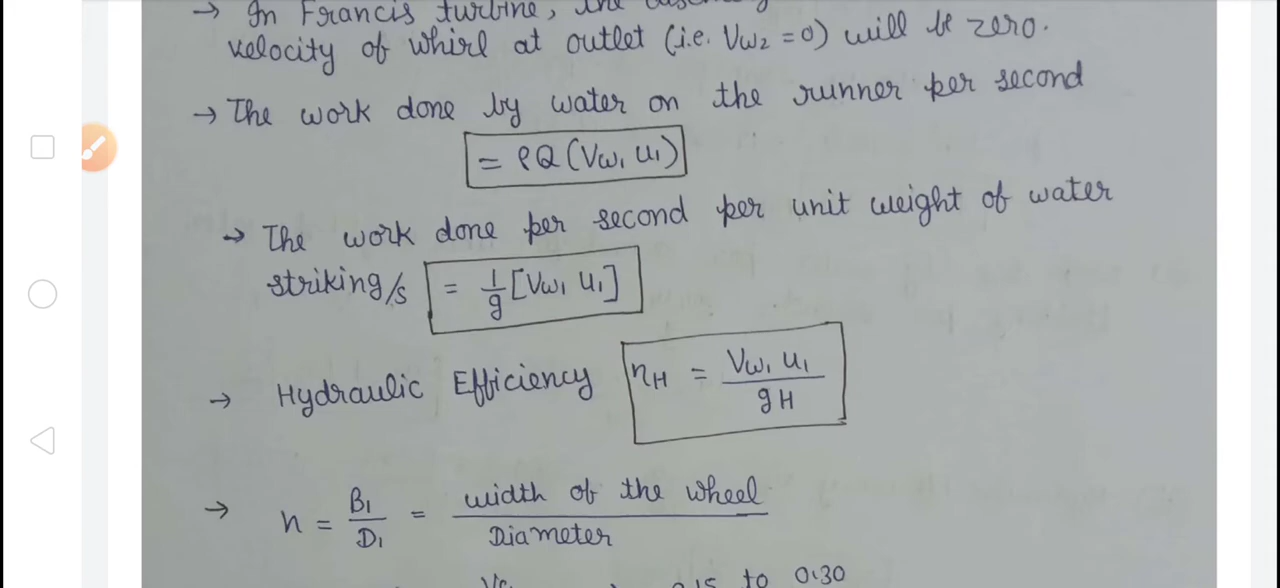 → In Francis turbine, the
velocity of whirl at outlet (i.e. Vw₂ = 0) will be zero.
→ The work done by water on the runner per second
= ρQ (Vw₁ u₁)
→ The work done per second per unit weight of water
striking/s = 1/g [Vw₁ u₁]
→ Hydraulic Efficiency ηH = Vw₁ u₁ / gH
→ n = B₁/D₁ = width of the wheel / Diameter
to 0.30